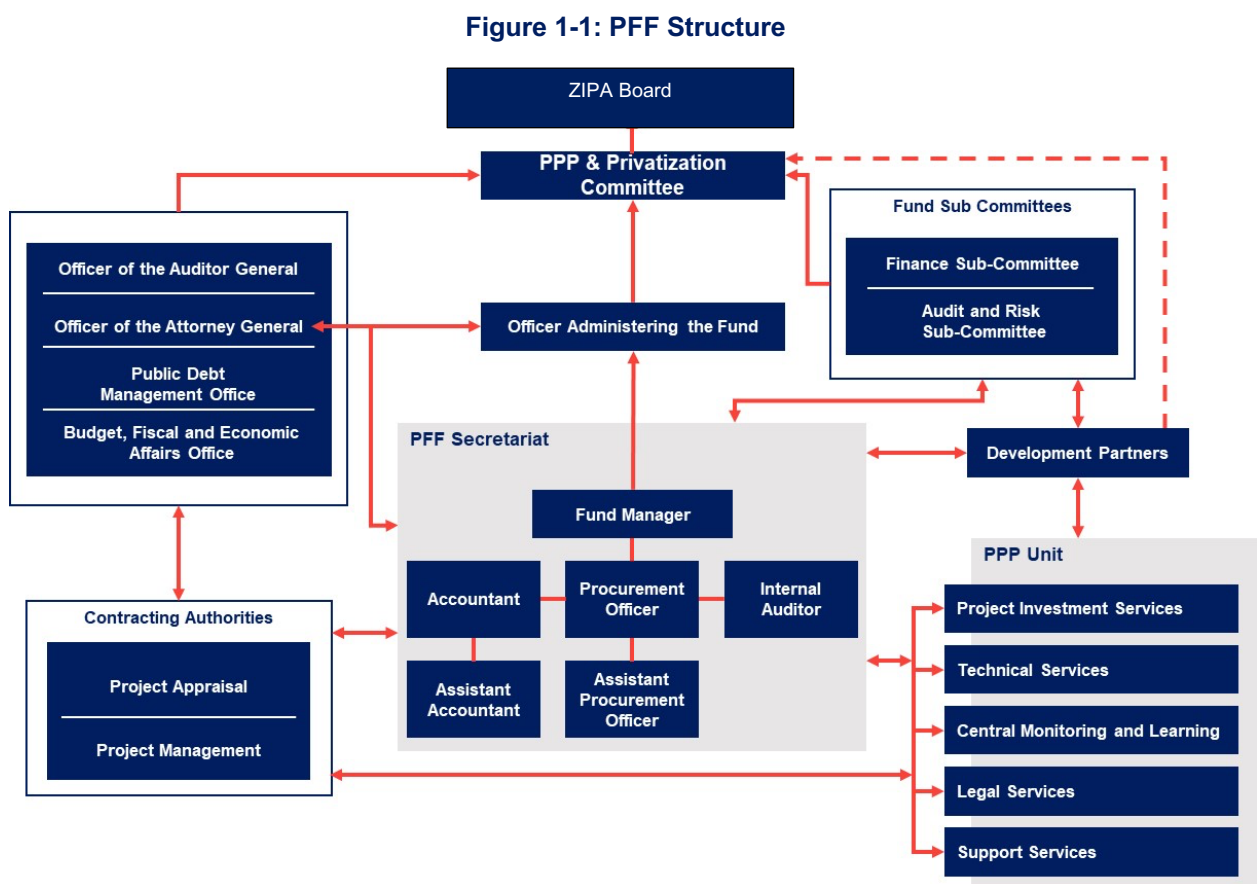 Figure 1-1: PFF Structure
ZIPA Board
PPP & Privatization
Committee
Officer of the Auditor General
Officer of the Attorney General
Public Debt
Management Office
Budget, Fiscal and Economic
Affairs Office
Officer Administering the Fund
Fund Sub Committees
Finance Sub-Committee
Audit and Risk
Sub-Committee
PFF Secretariat
Fund Manager
Accountant
Procurement
Officer
Internal
Auditor
Assistant
Accountant
Assistant
Procurement
Officer
Development Partners
Contracting Authorities
Project Appraisal
Project Management
PPP Unit
Project Investment Services
Technical Services
Central Monitoring and Learning
Legal Services
Support Services